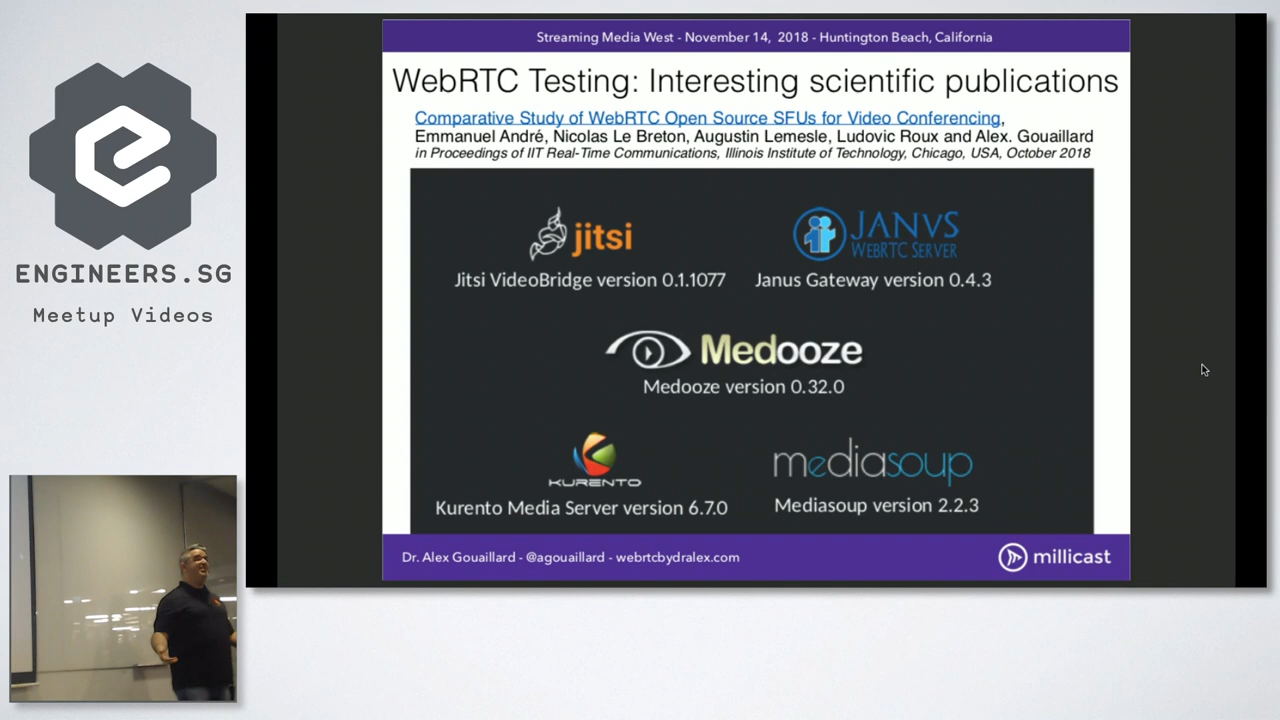 ENGINEERS.SG
Meetup Videos
Streaming Media West - November 14, 2018 - Huntington Beach, California
WebRTC Testing: Interesting scientific publications
Comparative Study of WebRTC Open Source SFUs for Video Conferencing,
Emmanuel André, Nicolas Le Breton, Augustin Lemesle, Ludovic Roux and Alex. Gouaillard
in Proceedings of IIT Real-Time Communications, Illinois Institute of Technology, Chicago, USA, October 2018
jitsi
Jitsi VideoBridge version 0.1.1077
JANVS
WEBRTC SERVER
Janus Gateway version 0.4.3
Medooze
Medooze version 0.32.0
KURENTO
Kurento Media Server version 6.7.0
mediasoup
Mediasoup version 2.2.3
Dr. Alex Gouaillard - @agouaillard - webrtcbydralex.com
millicast